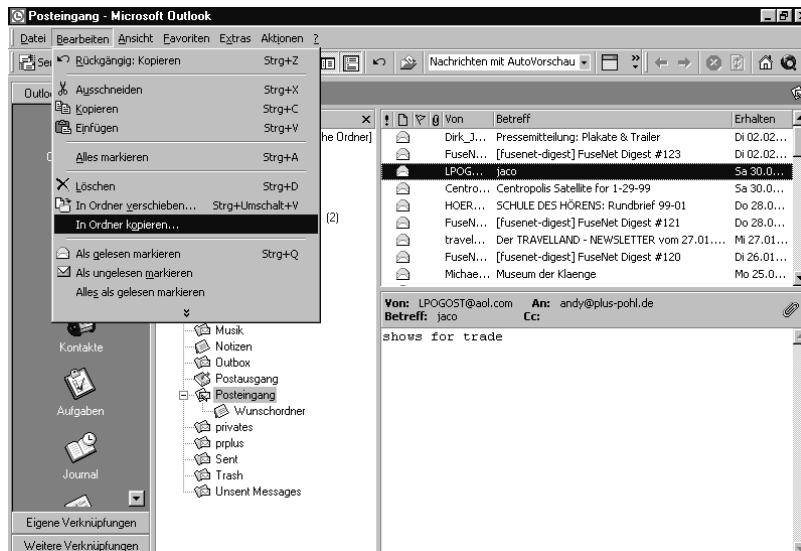 Posteingang - Microsoft Outlook
Datei Bearbeiten Ansicht Favoriten Extras Aktionen ?
Nachrichten mit AutoVorschau
Rückgängig: Kopieren Strg+Z
Ausschneiden Strg+X
Kopieren Strg+C
Einfügen Strg+V
Alles markieren Strg+A
Löschen Strg+D
In Ordner verschieben... Strg+Umschalt+V
In Ordner kopieren...
Als gelesen markieren Strg+Q
Als ungelesen markieren
Alles als gelesen markieren
he Ordner]
(2)
Musik
Notizen
Outbox
Postausgang
Posteingang
Wunschordner
privates
prplus
Sent
Trash
Unsent Messages
Kontakte
Aufgaben
Journal
Eigene Verknüpfungen
Weitere Verknüpfungen
! Von Betreff Erhalten
Dirk_J... Pressemitteilung: Plakate & Trailer Di 02.02...
FuseN... [fusenet-digest] FuseNet Digest #123 Di 02.02...
LPOG... jaco Sa 30.0...
Centro... Centropolis Satellite for 1-29-99 Sa 30.0...
HOER... SCHULE DES HÖRENS: Rundbrief 99-01 Do 28.0...
FuseN... [fusenet-digest] FuseNet Digest #121 Do 28.0...
travel... Der TRAVELLAND - NEWSLETTER vom 27.01.... Mi 27.01...
FuseN... [fusenet-digest] FuseNet Digest #120 Di 26.01...
Michae... Museum der Klaenge Mo 25.0...
Von: LPOGOST@aol.com An: andy@plus-pohl.de
Betreff: jaco Cc:
shows for trade